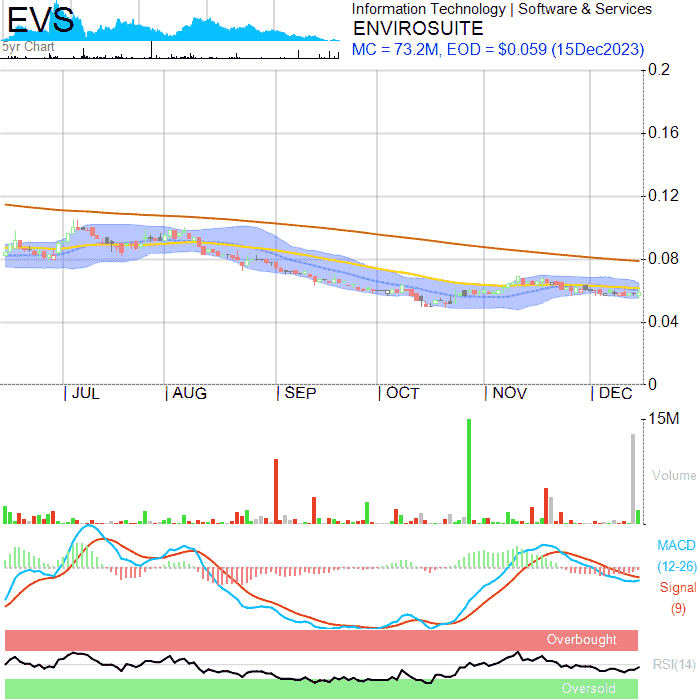 EVS
5yr Chart
Information Technology | Software & Services
ENVIROSUITE
MC = 73.2M, EOD = $0.059 (15Dec2023)
0.2
0.16
0.12
0.08
0.04
0
| JUL | AUG | SEP | OCT | NOV | DEC
15M
Volume
MACD
(12-26)
Signal
(9)
Overbought
RSI(14)
Oversold